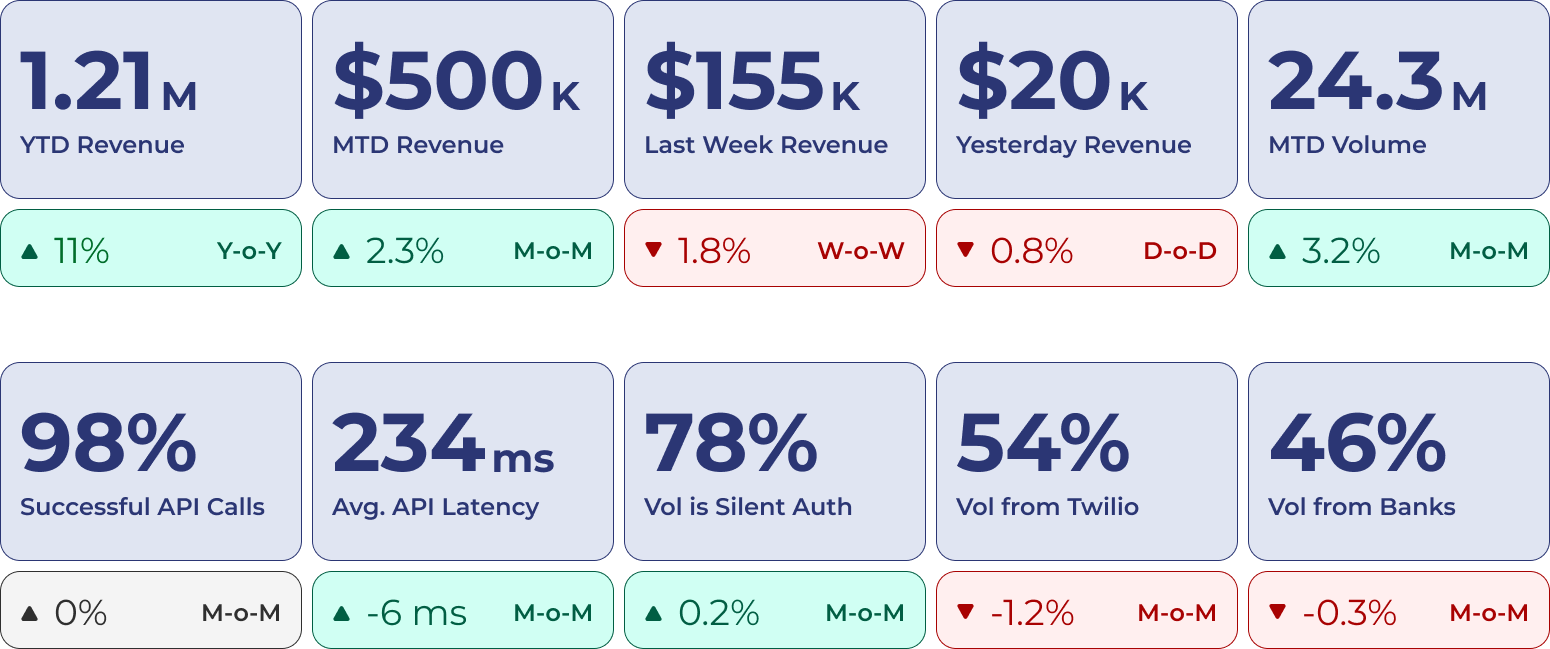 1.21 M
YTD Revenue
▲ 11% Y-o-Y
$500 K
MTD Revenue
▲ 2.3% M-o-M
$155 K
Last Week Revenue
▼ 1.8% W-o-W
$20 K
Yesterday Revenue
▼ 0.8% D-o-D
24.3 M
MTD Volume
▲ 3.2% M-o-M
98%
Successful API Calls
▲ 0% M-o-M
234 ms
Avg. API Latency
▲ -6 ms M-o-M
78%
Vol is Silent Auth
▲ 0.2% M-o-M
54%
Vol from Twilio
▼ -1.2% M-o-M
46%
Vol from Banks
▼ -0.3% M-o-M